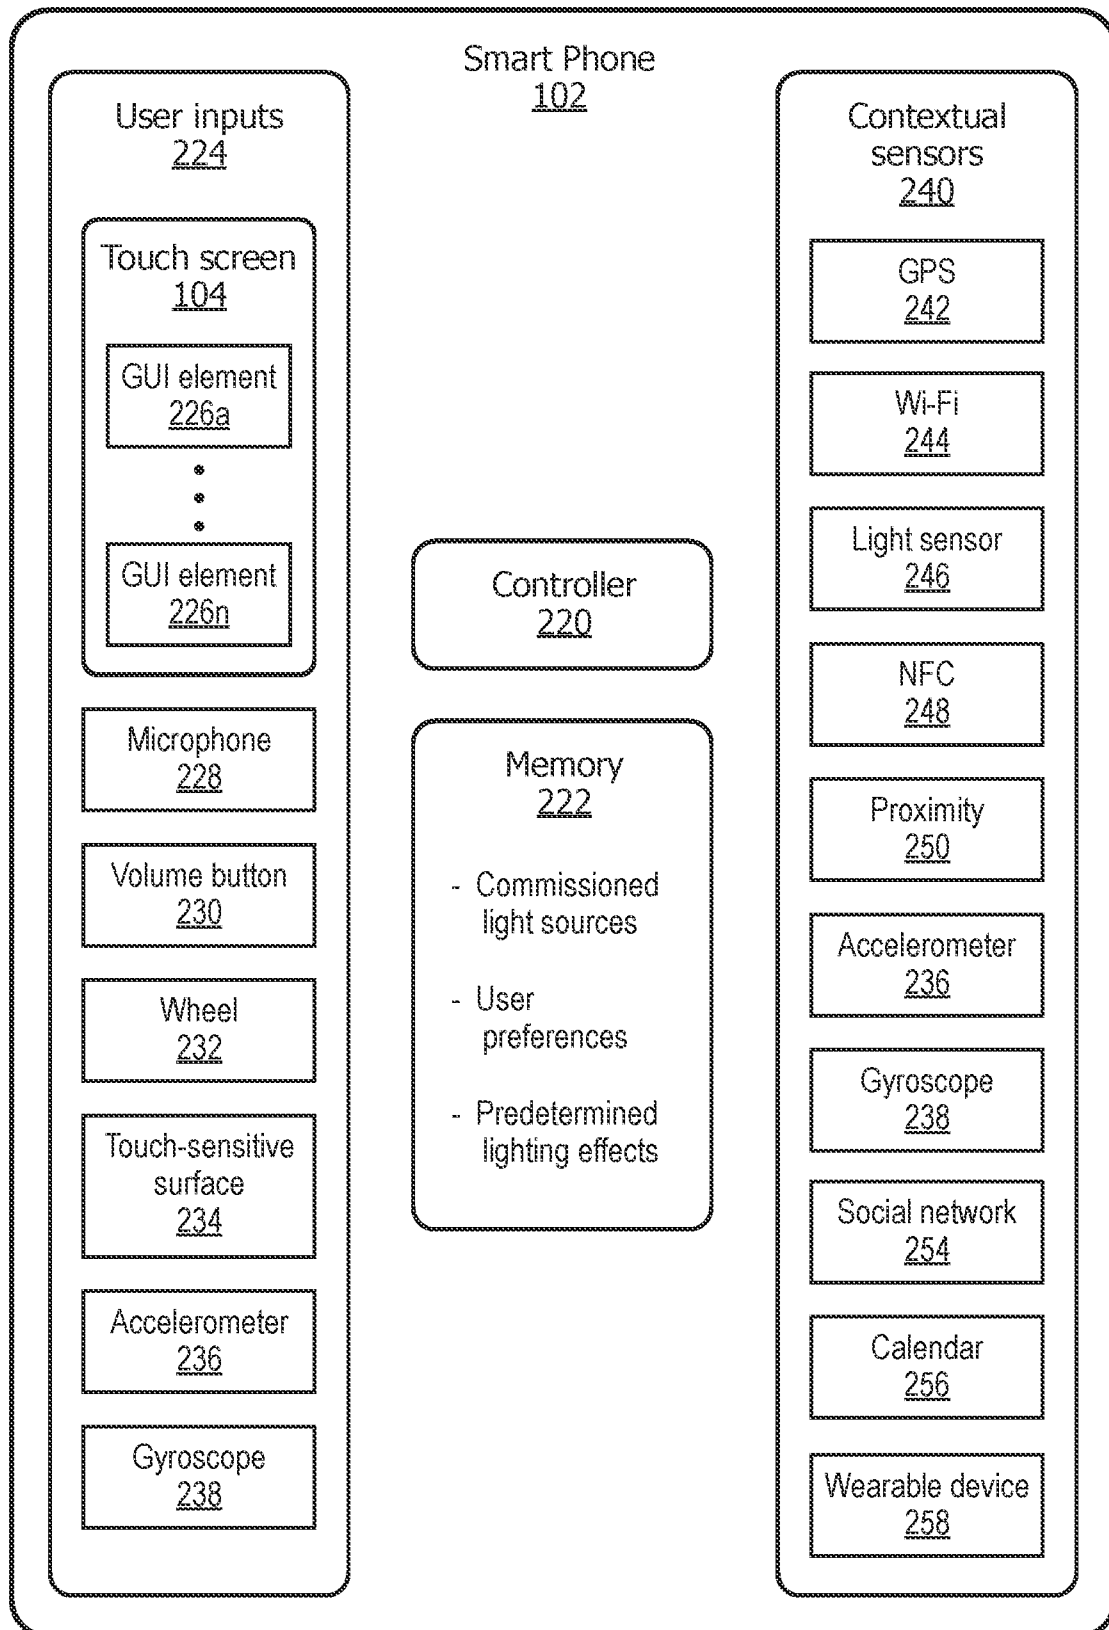 Smart Phone
102
User inputs
224
Touch screen
104
GUI element
226a
GUI element
226n
Microphone
228
Volume button
230
Wheel
232
Touch-sensitive
surface
234
Accelerometer
236
Gyroscope
238
Controller
220
Memory
222
- Commissioned
light sources
- User
preferences
- Predetermined
lighting effects
Contextual
sensors
240
GPS
242
Wi-Fi
244
Light sensor
246
NFC
248
Proximity
250
Accelerometer
236
Gyroscope
238
Social network
254
Calendar
256
Wearable device
258